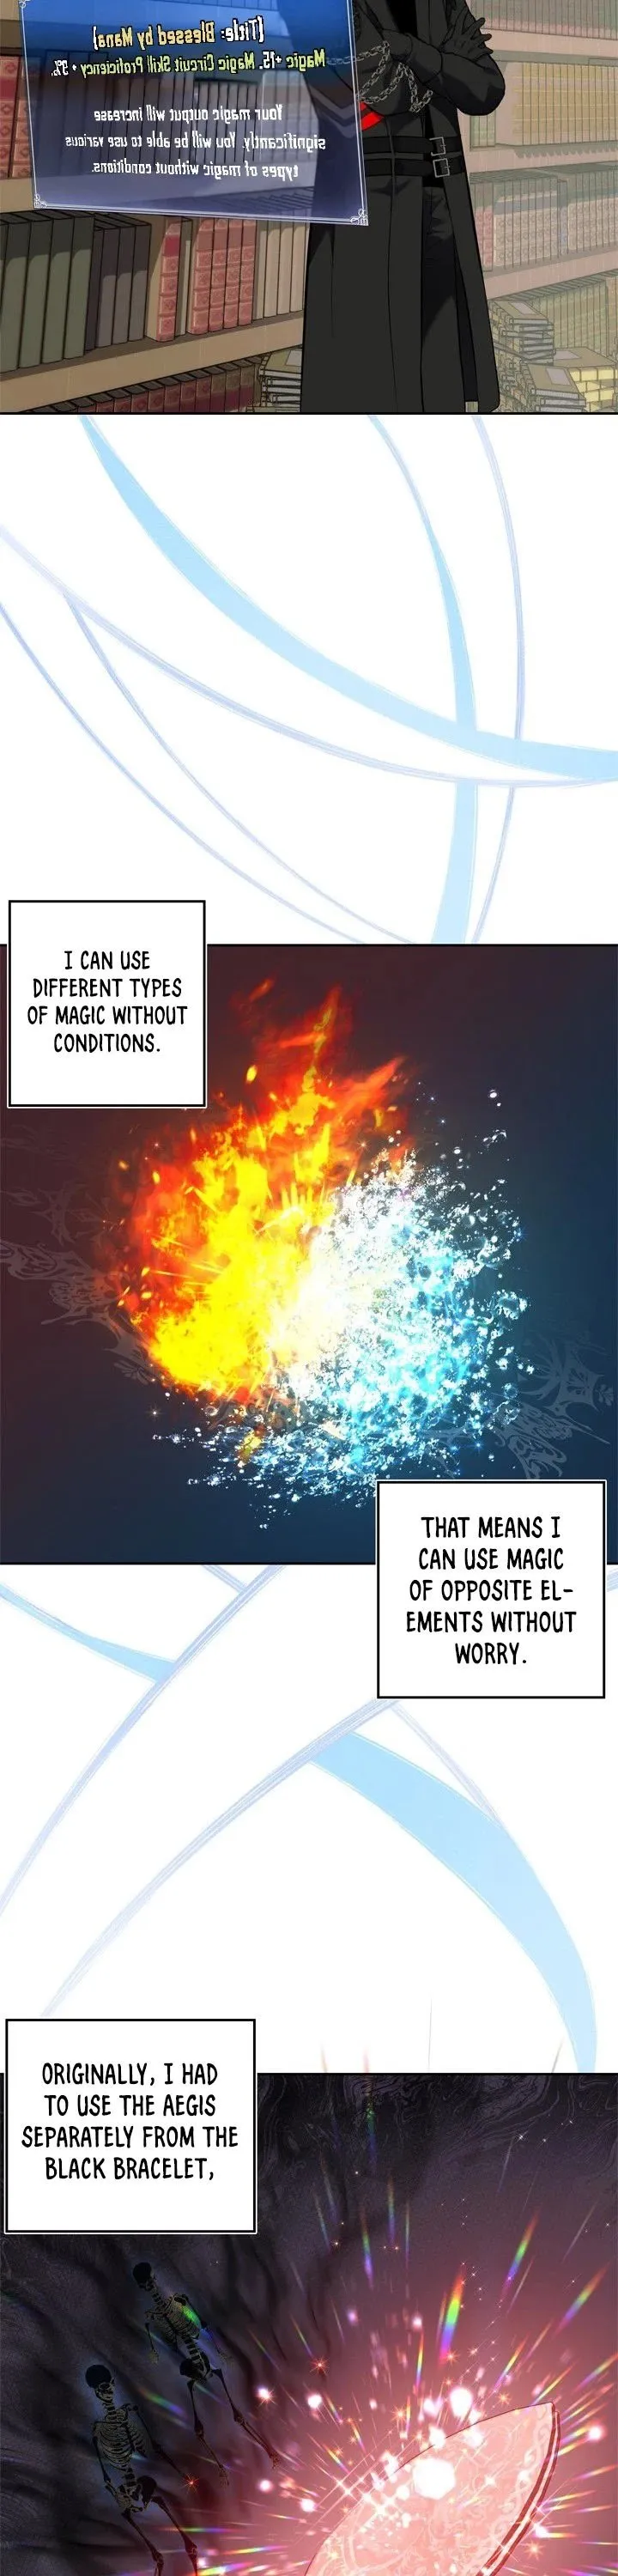 [Title: Blessed by Mana]
Magic +15. Magic Circuit Skill Proficiency + 9%.
Your magic output will increase
significantly. You will be able to use various
types of magic without conditions.
I CAN USE
DIFFERENT TYPES
OF MAGIC WITHOUT
CONDITIONS.
THAT MEANS I
CAN USE MAGIC
OF OPPOSITE EL-
EMENTS WITHOUT
WORRY.
ORIGINALLY, I HAD
TO USE THE AEGIS
SEPARATELY FROM THE
BLACK BRACELET,